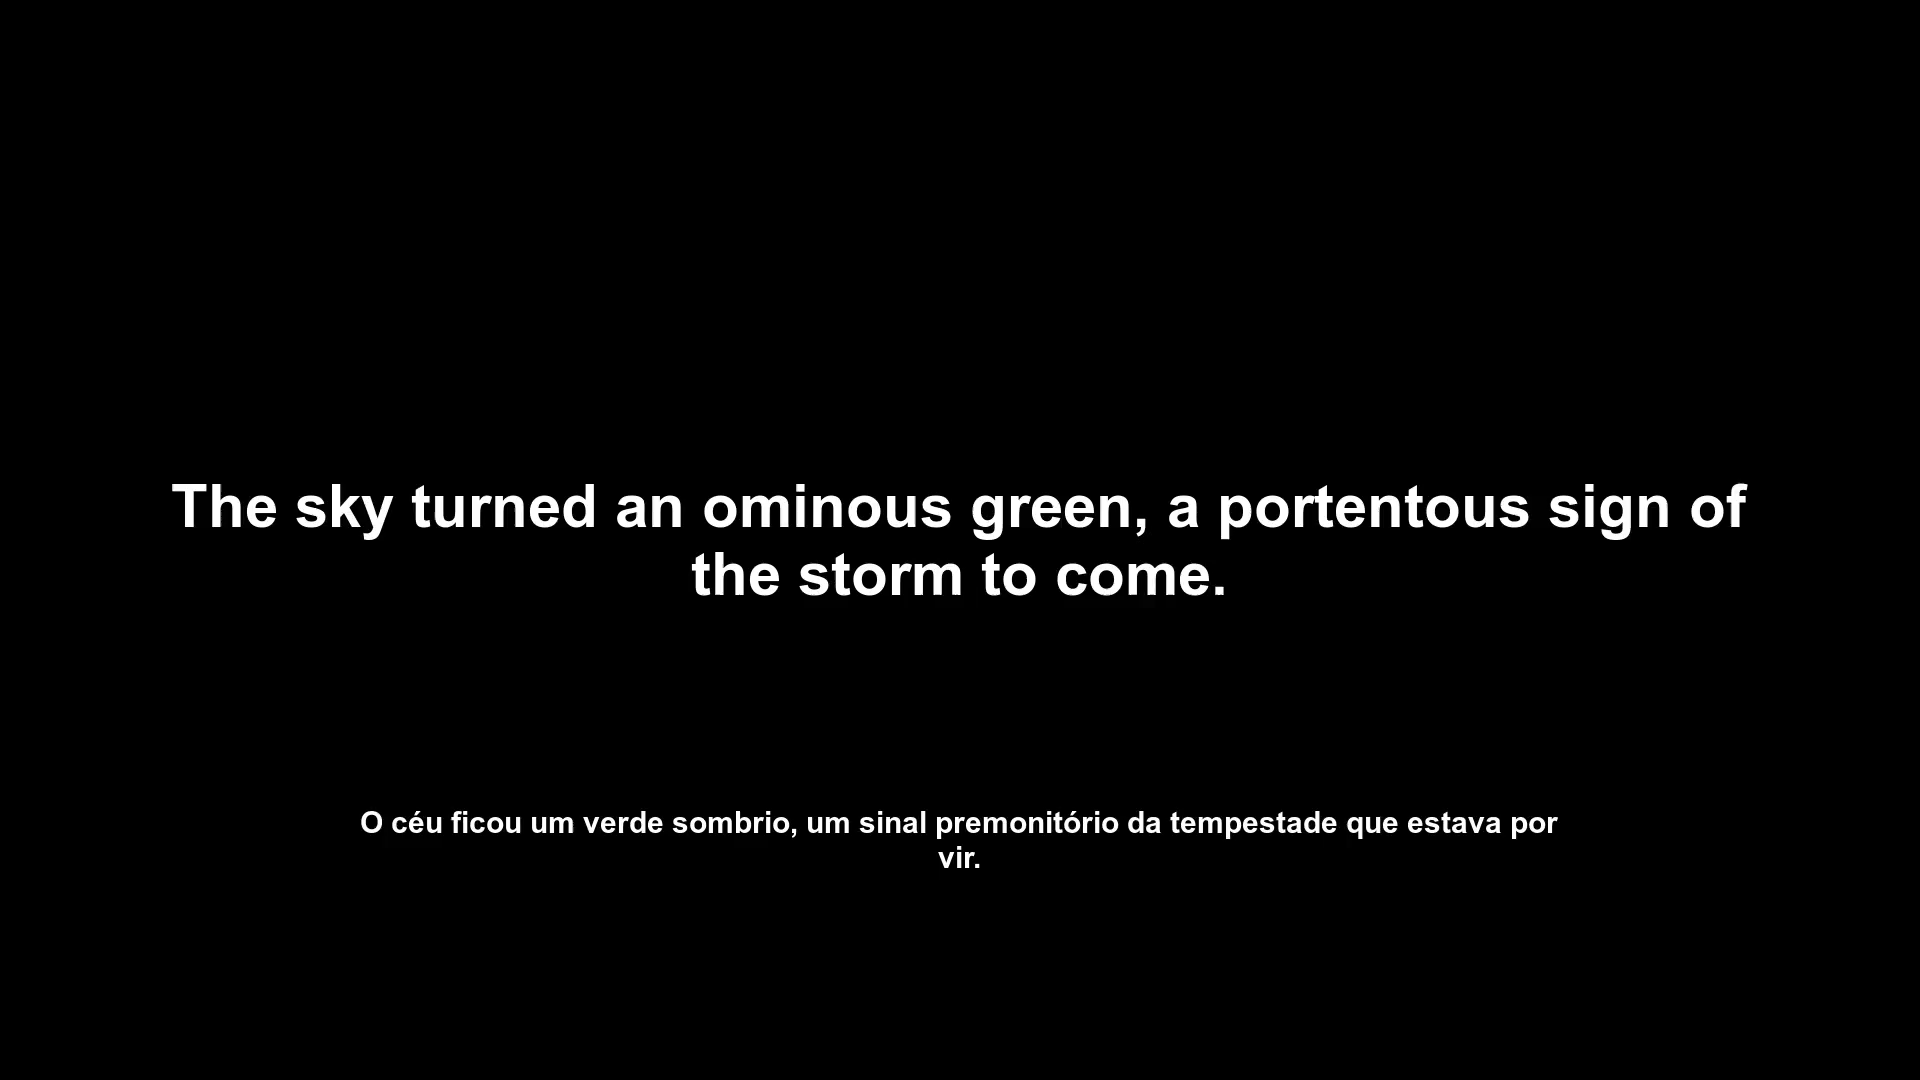 The sky turned an ominous green, a portentous sign of
the storm to come.
O céu ficou um verde sombrio, um sinal premonitório da tempestade que estava por
vir.